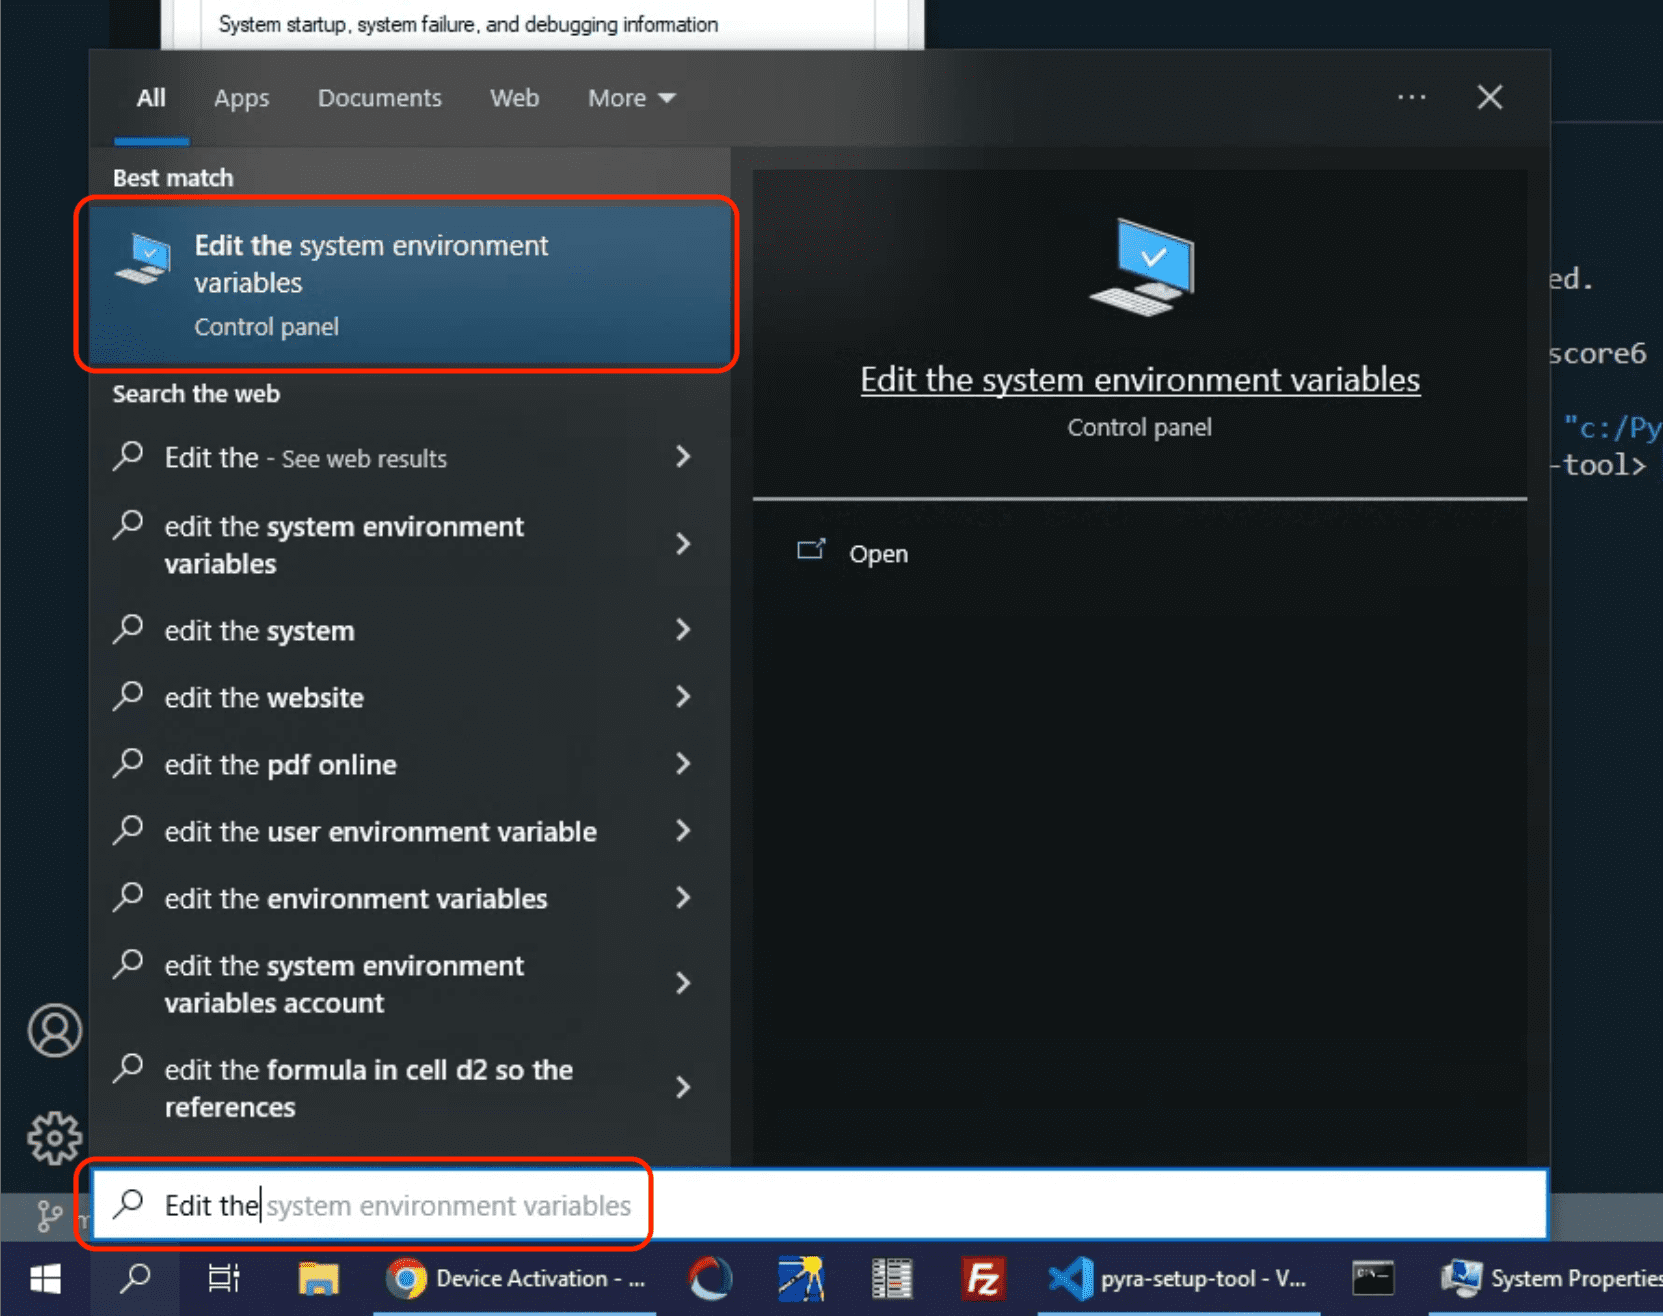 System startup, system failure, and debugging information
All Apps Documents Web More
Best match
Edit the system environment
variables
Control panel
Search the web
Edit the - See web results
edit the system environment
variables
edit the system
edit the website
edit the pdf online
edit the user environment variable
edit the environment variables
edit the system environment
variables account
edit the formula in cell d2 so the
references
Edit the system environment variables
Edit the system environment variables
Control panel
Open
ed.
score6
"c:/Py
-tool>
Device Activation - ...
FZ
pyra-setup-tool - V...
C:\
System Properties